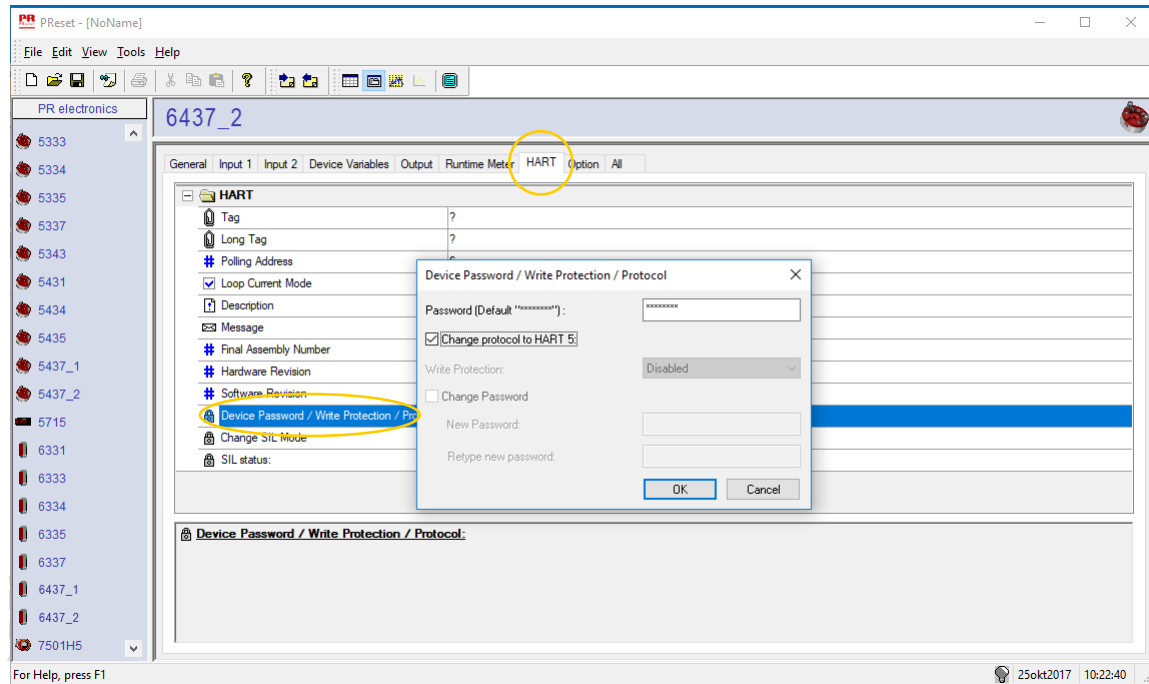 PR PReset - [NoName]
File Edit View Tools Help
PR electronics
5333
5334
5335
5337
5343
5431
5434
5435
5437_1
5437_2
5715
6331
6333
6334
6335
6337
6437_1
6437_2
7501H5
6437_2
General Input 1 Input 2 Device Variables Output Runtime Meter HART Option All
HART
Tag ?
Long Tag ?
Polling Address
Loop Current Mode
Description
Message
Final Assembly Number
Hardware Revision
Software Revision
Device Password / Write Protection / Pro
Change SIL Mode
SIL status:
Device Password / Write Protection / Protocol
Password (Default "********") : ********
Change protocol to HART 5:
Write Protection: Disabled
Change Password
New Password:
Retype new password:
OK Cancel
Device Password / Write Protection / Protocol:
For Help, press F1 25okt2017 10:22:40